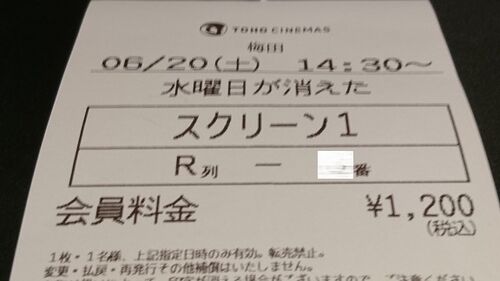 TOHO CINEMAS
梅田
06/20(土) 14:30～
水曜日が消えた
スクリーン1
R列 － 番
会員料金 ¥1,200
(税込)
1枚・1名様、上記指定日時のみ有効。転売禁止。
変更・払戻・再発行その他補償はいたしません。